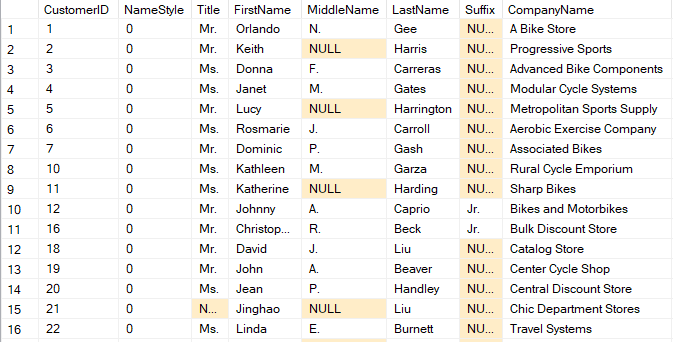 CustomerID NameStyle Title FirstName MiddleName LastName Suffix CompanyName
1 1 0 Mr. Orlando N. Gee NU... A Bike Store
2 2 0 Mr. Keith NULL Harris NU... Progressive Sports
3 3 0 Ms. Donna F. Carreras NU... Advanced Bike Components
4 4 0 Ms. Janet M. Gates NU... Modular Cycle Systems
5 5 0 Mr. Lucy NULL Harrington NU... Metropolitan Sports Supply
6 6 0 Ms. Rosmarie J. Carroll NU... Aerobic Exercise Company
7 7 0 Mr. Dominic P. Gash NU... Associated Bikes
8 10 0 Ms. Kathleen M. Garza NU... Rural Cycle Emporium
9 11 0 Ms. Katherine NULL Harding NU... Sharp Bikes
10 12 0 Mr. Johnny A. Caprio Jr. Bikes and Motorbikes
11 16 0 Mr. Christop... R. Beck Jr. Bulk Discount Store
12 18 0 Mr. David J. Liu NU... Catalog Store
13 19 0 Mr. John A. Beaver NU... Center Cycle Shop
14 20 0 Ms. Jean P. Handley NU... Central Discount Store
15 21 0 N... Jinghao NULL Liu NU... Chic Department Stores
16 22 0 Ms. Linda E. Burnett NU... Travel Systems